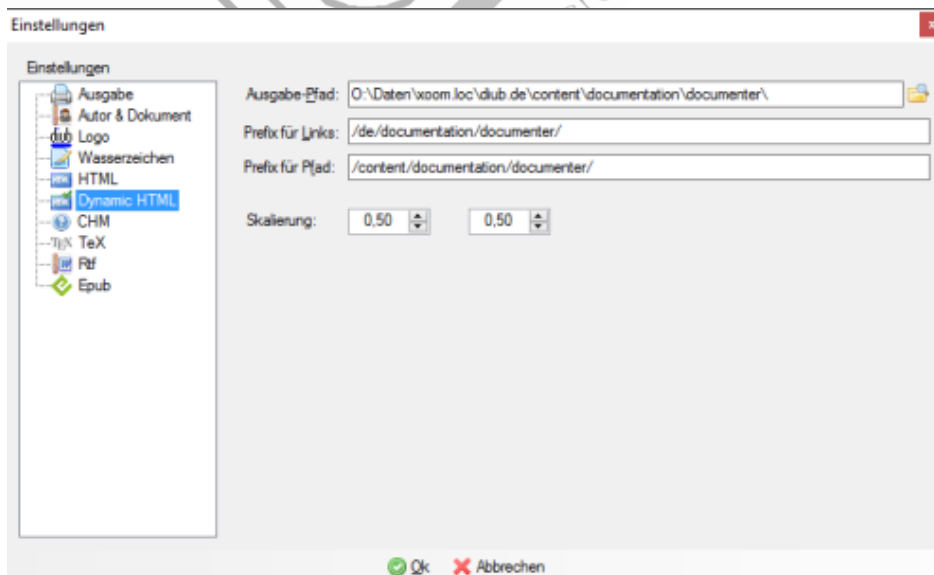 Einstellungen
Einstellungen
Ausgabe
Autor & Dokument
diub Logo
Wasserzeichen
HTML
Dynamic HTML
CHM
TeX TeX
Rtf
Epub
Ausgabe-Pfad: O:\Daten\xoom.loc\diub.de\content\documentation\documenter\
Prefix für Links: /de/documentation/documenter/
Prefix für Pfad: /content/documentation/documenter/
Skalierung: 0,50 0,50
Ok Abbrechen